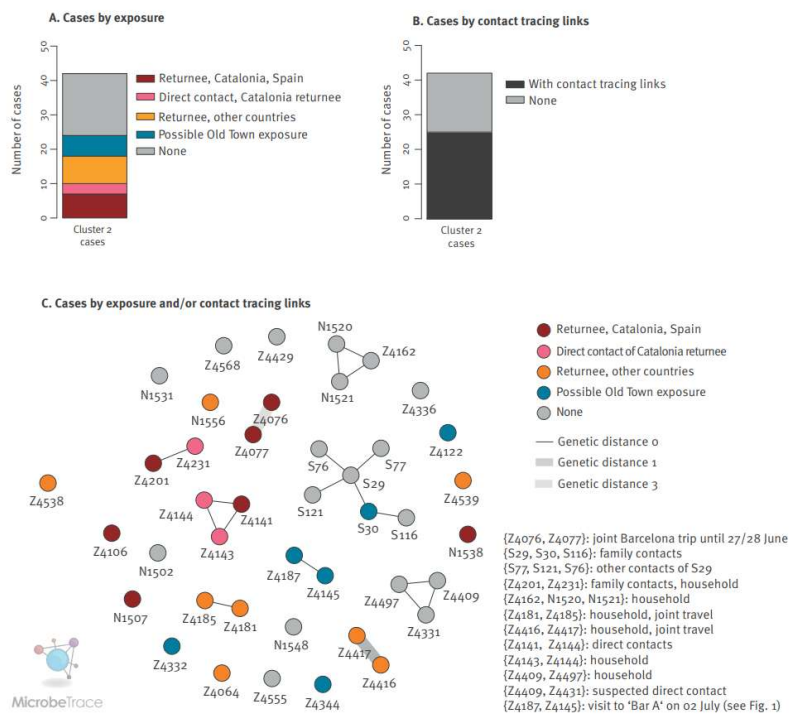 A. Cases by exposure
Number of cases
50
40
30
20
10
0
Cluster 2
cases
Returnee, Catalonia, Spain
Direct contact, Catalonia returnee
Returnee, other countries
Possible Old Town exposure
None
B. Cases by contact tracing links
Number of cases
50
40
30
20
10
0
Cluster 2
cases
With contact tracing links
None
C. Cases by exposure and/or contact tracing links
N1520
Z4162
Z4429
Z4568
N1521
N1531
Z4336
N1556
Z4076
Z4077
Z4122
Z4231
Z4201
S76
S77
S29
Z4538
Z4539
S121
Z4144
Z4141
S30
S116
Z4143
Z4106
N1538
N1502
Z4187
Z4145
Z4409
Z4497
Z4331
N1507
Z4185
Z4181
N1548
Z4417
Z4416
Z4332
Z4064
Z4555
Z4344
Returnee, Catalonia, Spain
Direct contact of Catalonia returnee
Returnee, other countries
Possible Old Town exposure
None
Genetic distance 0
Genetic distance 1
Genetic distance 3
{Z4076, Z4077}: joint Barcelona trip until 27/28 June
{S29, S30, S116}: family contacts
{S77, S121, S76}: other contacts of S29
{Z4201, Z4231}: family contacts, household
{Z4162, N1520, N1521}: household
{Z4181, Z4185}: household, joint travel
{Z4416, Z4417}: household, joint travel
{Z4141, Z4144}: direct contacts
{Z4143, Z4144}: household
{Z4409, Z4497}: household
{Z4409, Z4431}: suspected direct contact
{Z4187, Z4145}: visit to 'Bar A' on 02 July (see Fig. 1)
MicrobeTrace